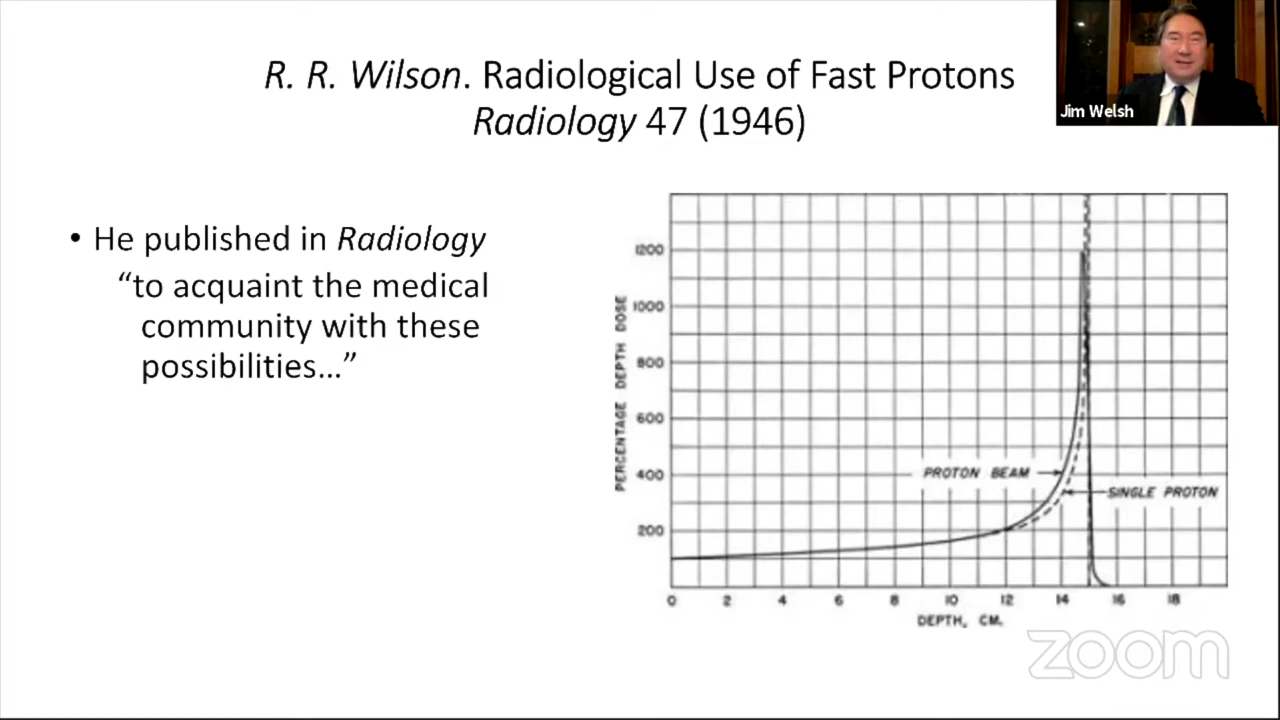 R. R. Wilson. Radiological Use of Fast Protons
Radiology 47 (1946)
Jim Welsh
• He published in Radiology
“to acquaint the medical
community with these
possibilities…”
PERCENTAGE DEPTH DOSE
1200
1000
800
600
400
200
PROTON BEAM
SINGLE PROTON
0 2 4 6 8 10 12 14 16 18
DEPTH, CM.
zoom